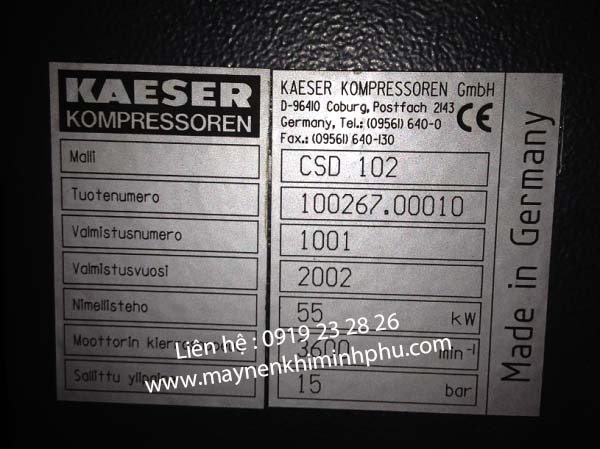 KAESER
KOMPRESSOREN
KAESER KOMPRESSOREN GmbH
D-96410 Coburg, Postfach 2143
Germany, Tel.: (09561) 640-0
Fax.: (09561) 640-130
CE
Malli CSD 102
Tuotenumero 100267.00010
Valmistusnumero 1001
Valmistusvuosi 2002
Nimellisteho 55 kW
Moottorin 3600 min-1
Sallittu 15 bar
Made in Germany
Liên hệ : 0919 23 28 26
www.maynenkhiminhphu.com